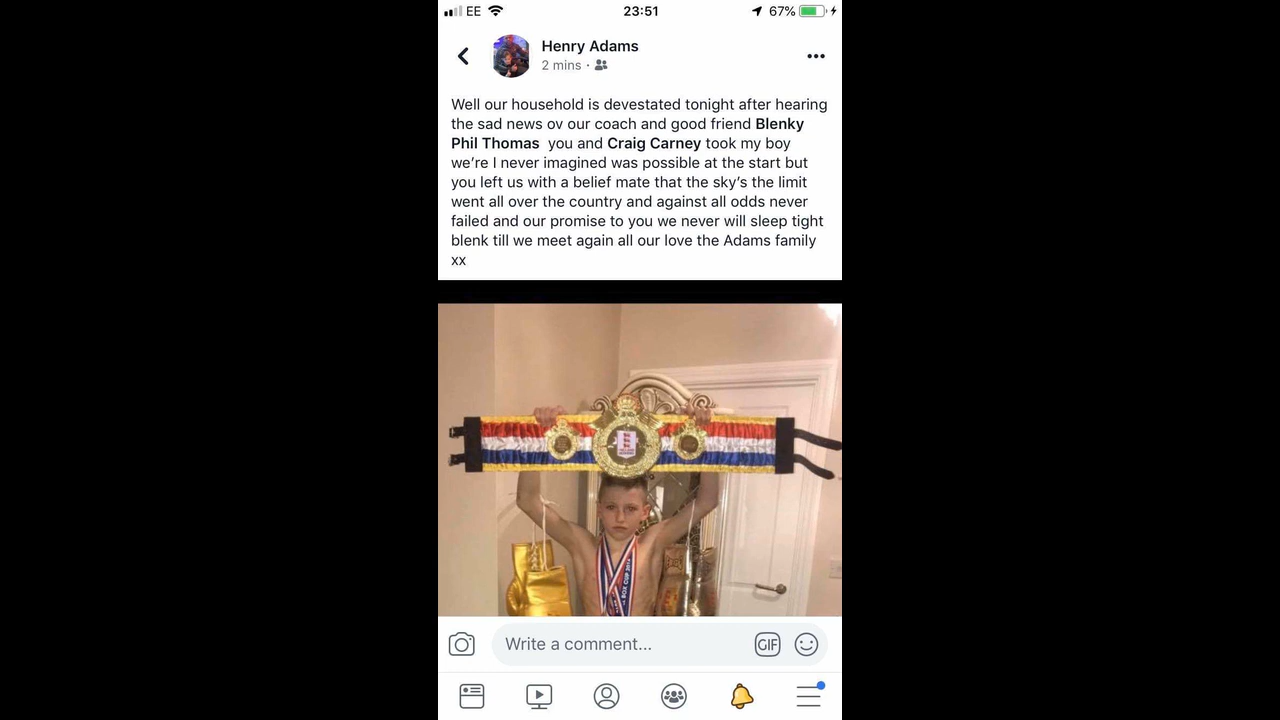 EE 23:51 67%
Henry Adams
2 mins ·
Well our household is devestated tonight after hearing
the sad news ov our coach and good friend Blenky
Phil Thomas you and Craig Carney took my boy
we’re I never imagined was possible at the start but
you left us with a belief mate that the sky’s the limit
went all over the country and against all odds never
failed and our promise to you we never will sleep tight
blenk till we meet again all our love the Adams family
xx
BOX CUP
Write a comment...
GIF